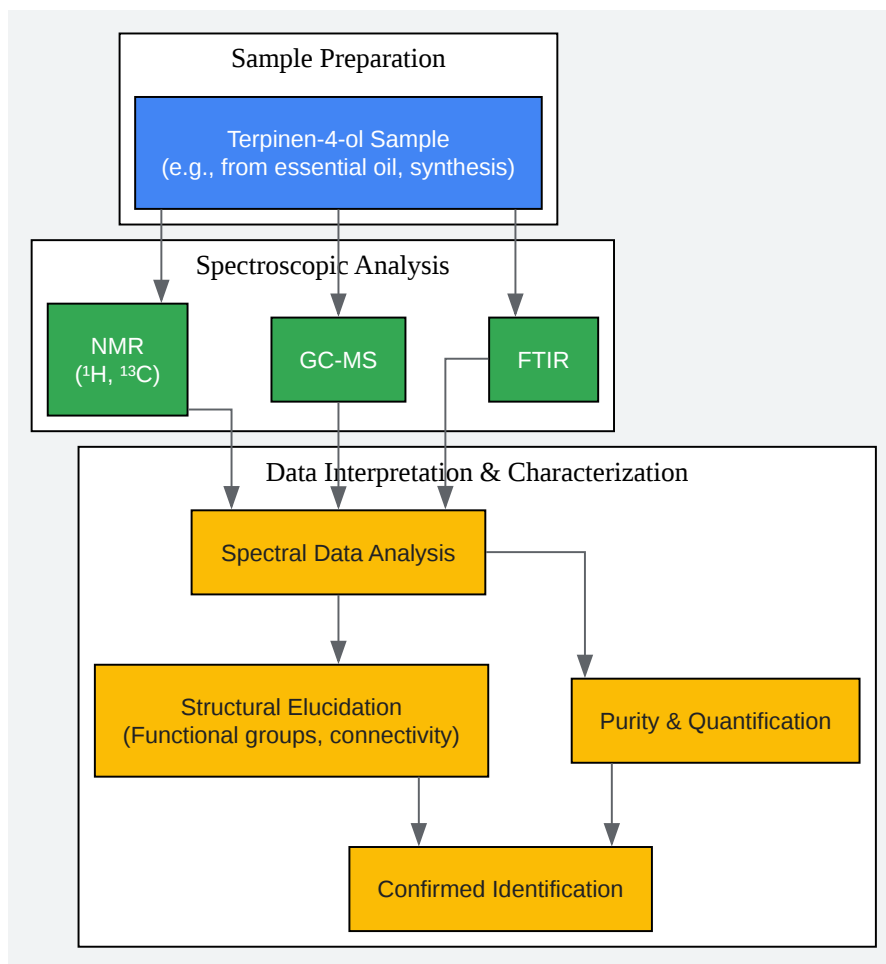 Sample Preparation
Terpinen-4-ol Sample
(e.g., from essential oil, synthesis)
Spectroscopic Analysis
NMR
(¹H, ¹³C)
GC-MS
FTIR
Data Interpretation & Characterization
Spectral Data Analysis
Structural Elucidation
(Functional groups, connectivity)
Purity & Quantification
Confirmed Identification